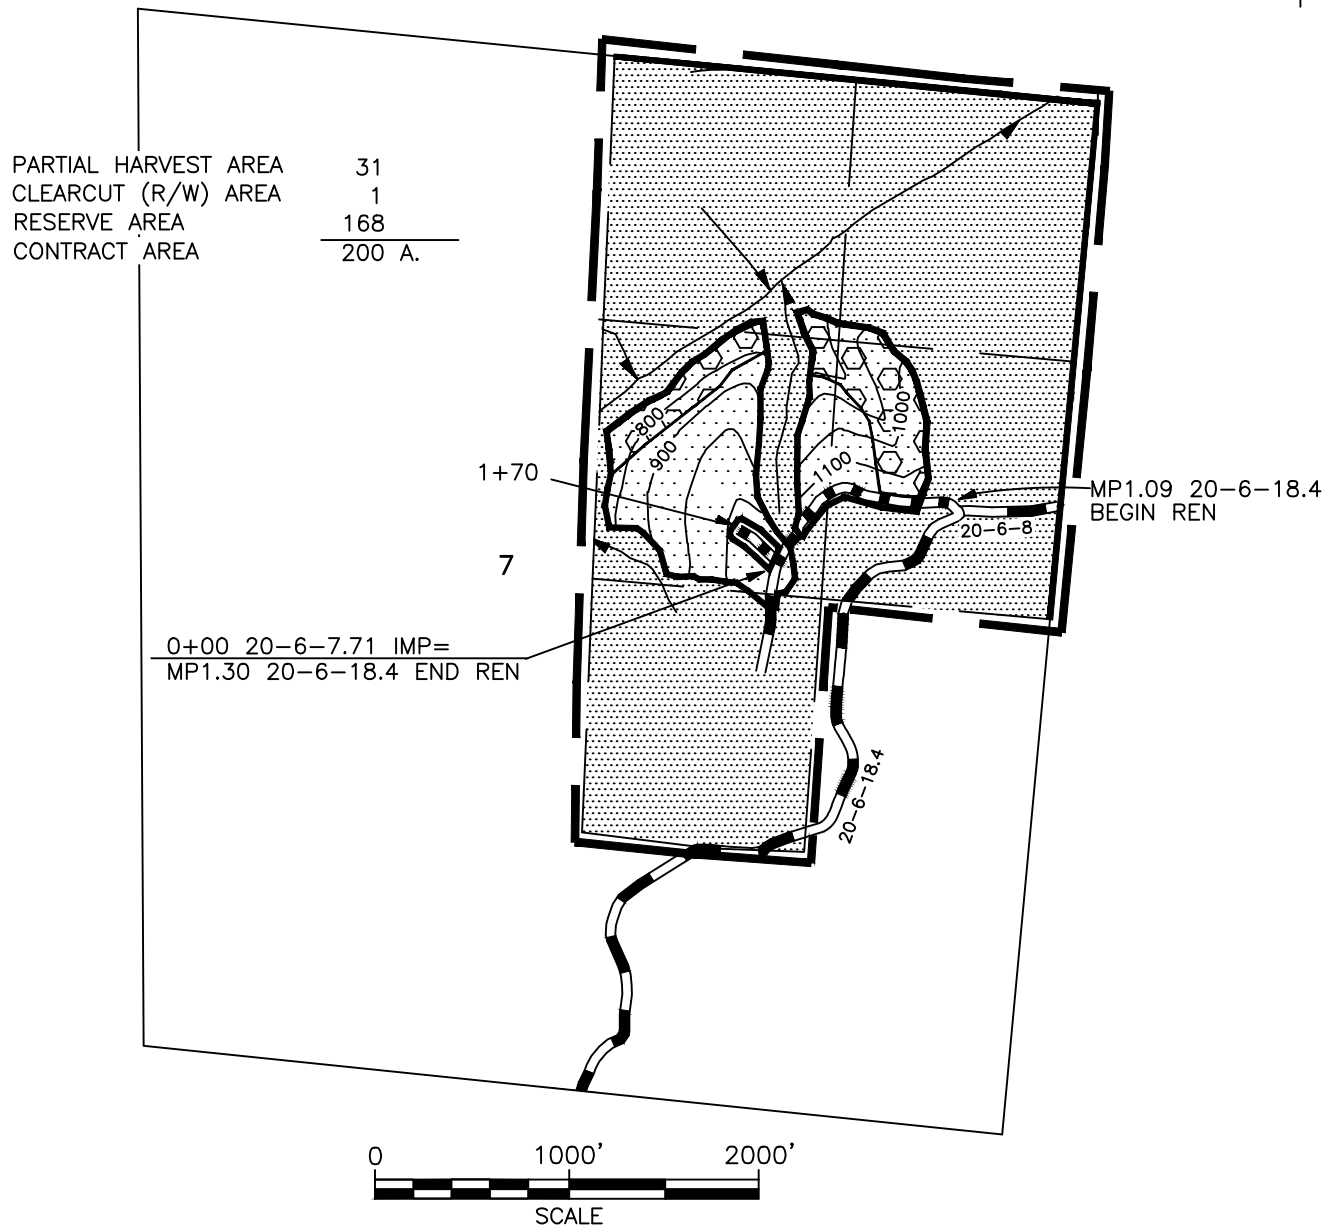 PARTIAL HARVEST AREA 31
CLEARCUT (R/W) AREA 1
RESERVE AREA 168
CONTRACT AREA 200 A.
800
900
1000
1100
1+70
MP1.09 20-6-18.4
BEGIN REN
20-6-8
7
0+00 20-6-7.71 IMP=
MP1.30 20-6-18.4 END REN
20-6-18.4
0 1000' 2000'
SCALE